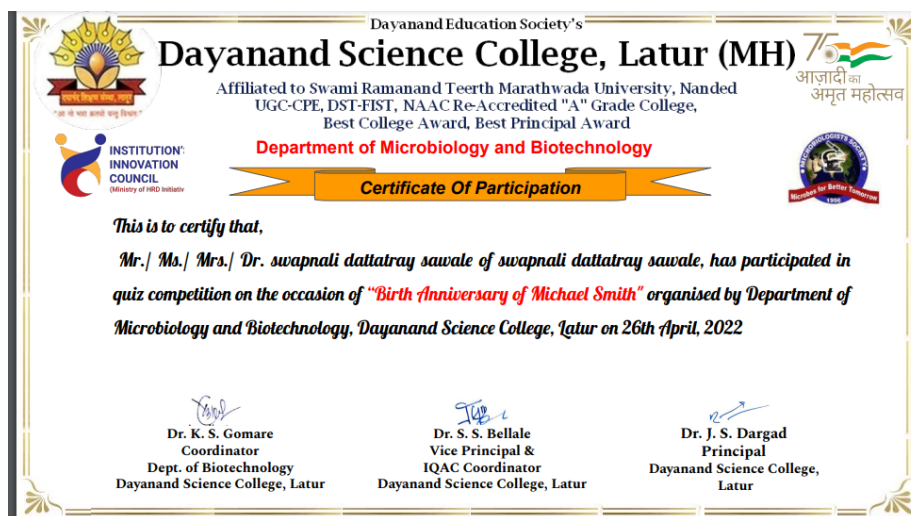 Dayanand Education Society's
Dayanand Science College, Latur (MH)
Affiliated to Swami Ramanand Teerth Marathwada University, Nanded
UGC-CPE, DST-FIST, NAAC Re-Accredited "A" Grade College,
Best College Award, Best Principal Award
75
आज़ादी का
अमृत महोत्सव
दयानंद शिक्षण संस्था, लातूर
INSTITUTION'S
INNOVATION
COUNCIL
(Ministry of HRD Initiativ
Department of Microbiology and Biotechnology
MICROBIOLOGISTS SOCIETY
Microbes for Better Tomorrow
1996
Certificate Of Participation
This is to certify that,
Mr./ Ms./ Mrs./ Dr. swapnali dattatray sawale of swapnali dattatray sawale, has participated in
quiz competition on the occasion of “Birth Anniversary of Michael Smith" organised by Department of
Microbiology and Biotechnology, Dayanand Science College, Latur on 26th April, 2022
Dr. K. S. Gomare
Coordinator
Dept. of Biotechnology
Dayanand Science College, Latur
Dr. S. S. Bellale
Vice Principal &
IQAC Coordinator
Dayanand Science College, Latur
Dr. J. S. Dargad
Principal
Dayanand Science College,
Latur